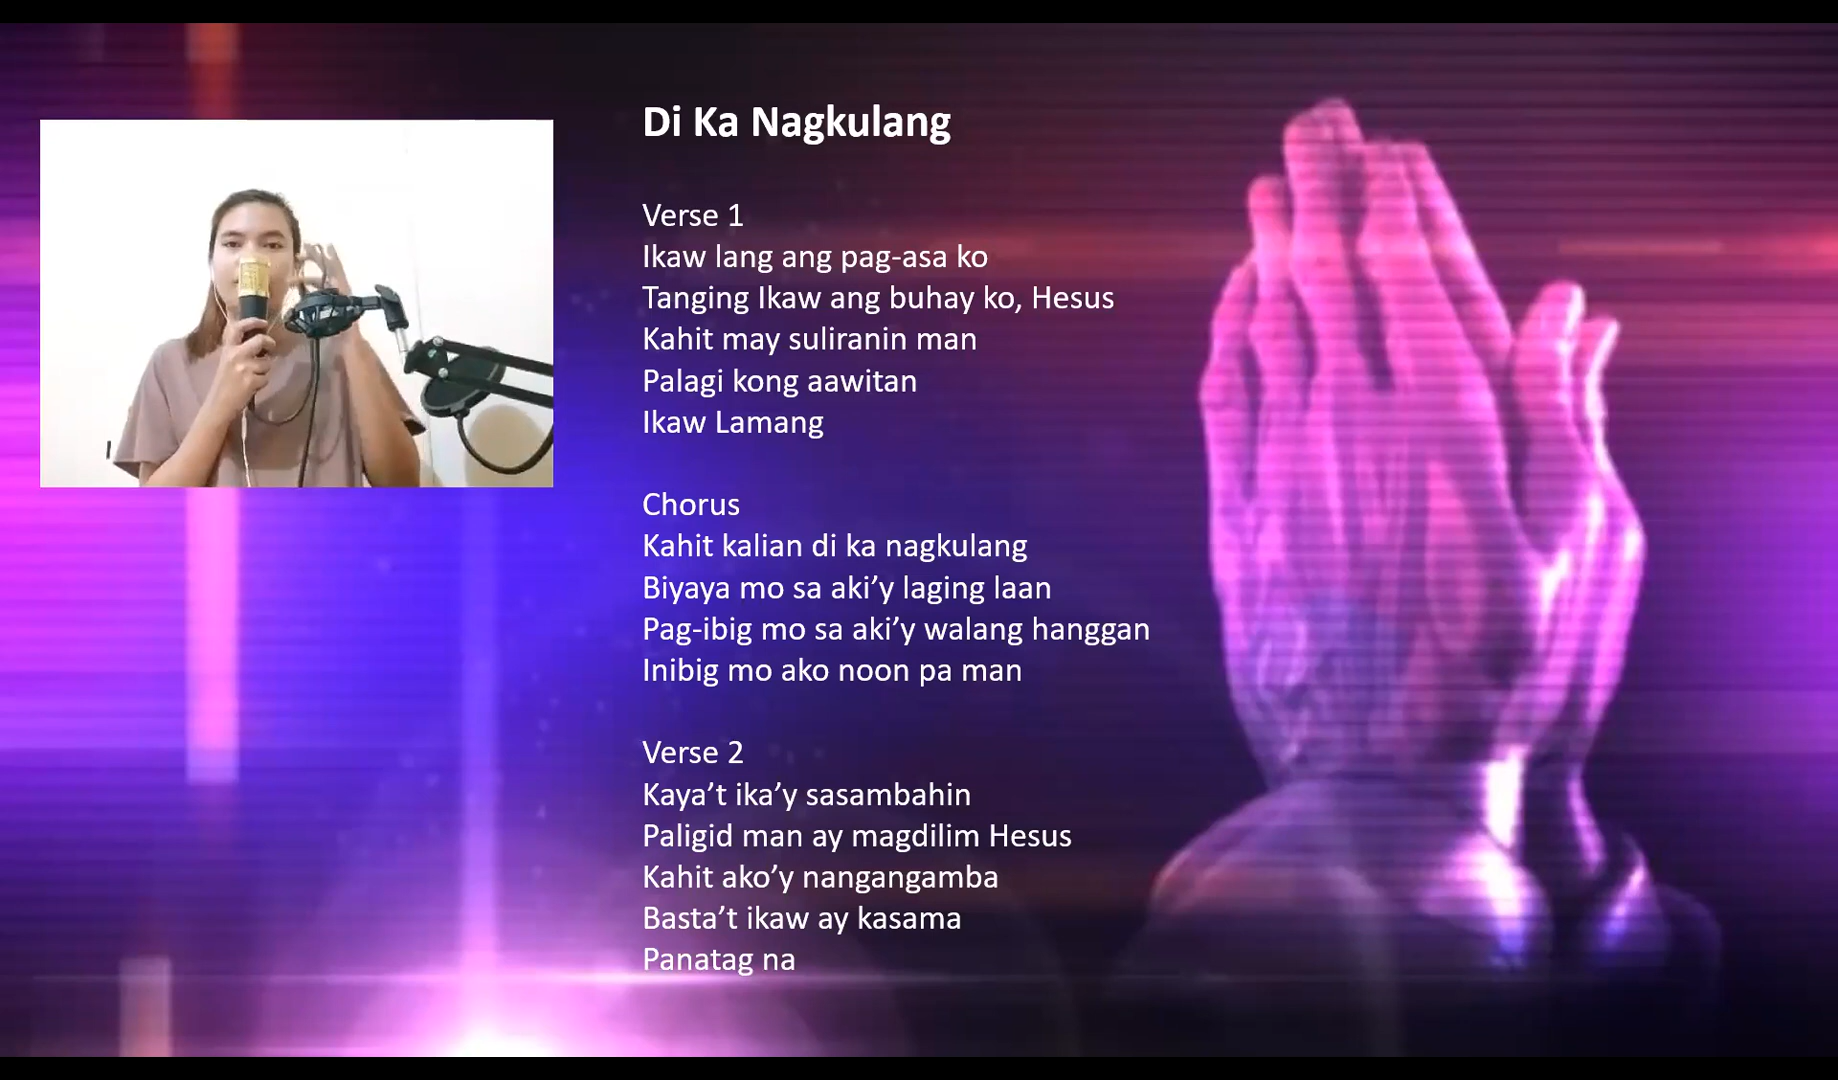 Di Ka Nagkulang
Verse 1
Ikaw lang ang pag-asa ko
Tanging Ikaw ang buhay ko, Hesus
Kahit may suliranin man
Palagi kong aawitan
Ikaw Lamang
Chorus
Kahit kalian di ka nagkulang
Biyaya mo sa aki’y laging laan
Pag-ibig mo sa aki’y walang hanggan
Inibig mo ako noon pa man
Verse 2
Kaya’t ika’y sasambahin
Paligid man ay magdilim Hesus
Kahit ako’y nangangamba
Basta’t ikaw ay kasama
Panatag na